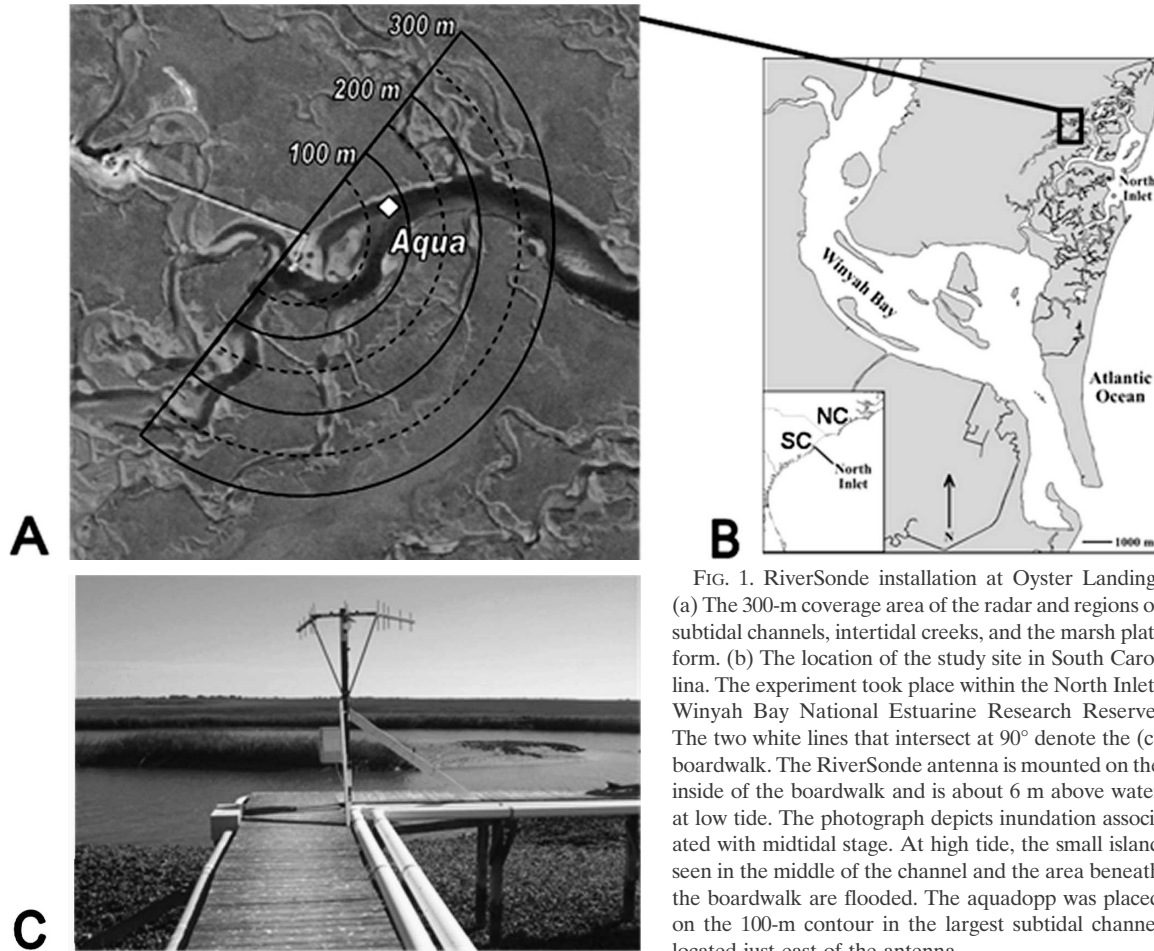 300 m
200 m
100 m
Aqua
A
North
Inlet
Winyah Bay
Atlantic
Ocean
NC
SC
North
Inlet
N
1000 m
B
C
FIG. 1. RiverSonde installation at Oyster Landing
(a) The 300-m coverage area of the radar and regions o
subtidal channels, intertidal creeks, and the marsh plat
form. (b) The location of the study site in South Caro
lina. The experiment took place within the North Inlet
Winyah Bay National Estuarine Research Reserve
The two white lines that intersect at 90° denote the (c
boardwalk. The RiverSonde antenna is mounted on the
inside of the boardwalk and is about 6 m above wate
at low tide. The photograph depicts inundation associ
ated with midtidal stage. At high tide, the small island
seen in the middle of the channel and the area beneath
the boardwalk are flooded. The aquadopp was placed
on the 100-m contour in the largest subtidal channe
located just east of the antenna